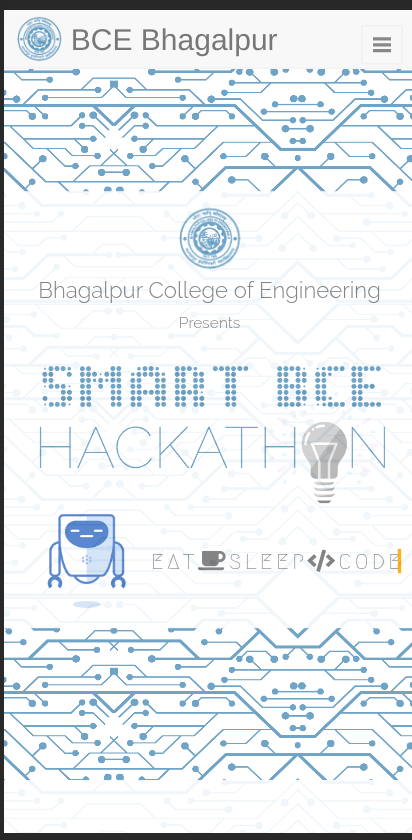 BCE Bhagalpur
Bhagalpur College of Engineering
Presents
SMART BCE
HACKATHON
EAT SLEEP </> CODE